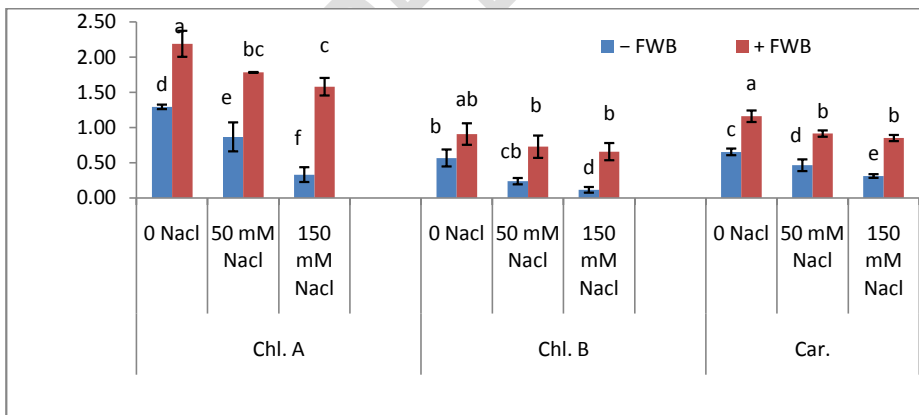 2.50
2.00
1.50
1.00
0.50
0.00
− FWB
+ FWB
a
bc
c
d
e
f
ab
b
b
b
cb
d
a
b
b
c
d
e
0 Nacl
50 mM
Nacl
150
mM
Nacl
0 Nacl
50 mM
Nacl
150
mM
Nacl
0 Nacl
50 mM
Nacl
150
mM
Nacl
Chl. A
Chl. B
Car.